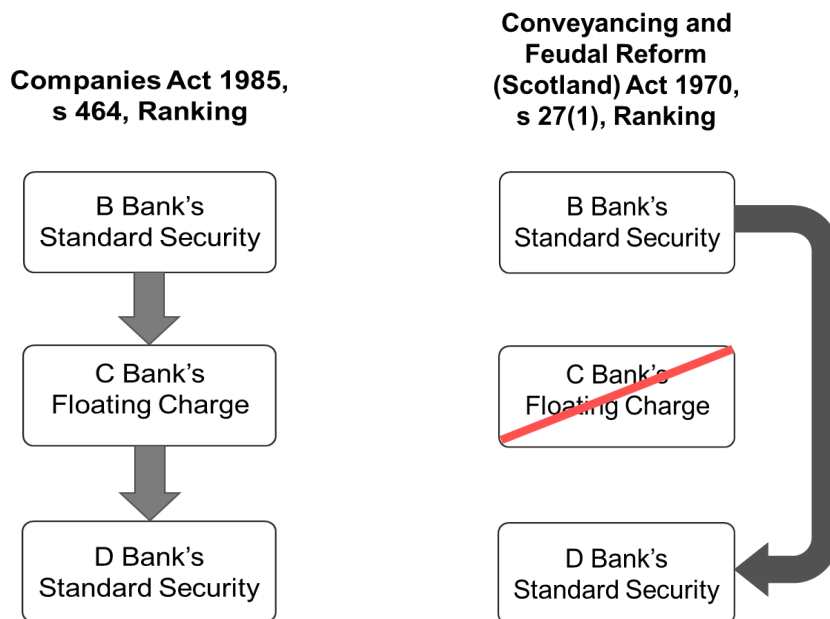 Companies Act 1985,
s 464, Ranking
B Bank’s
Standard Security
C Bank’s
Floating Charge
D Bank’s
Standard Security
Conveyancing and
Feudal Reform
(Scotland) Act 1970,
s 27(1), Ranking
B Bank’s
Standard Security
C Bank’s
Floating Charge
D Bank’s
Standard Security